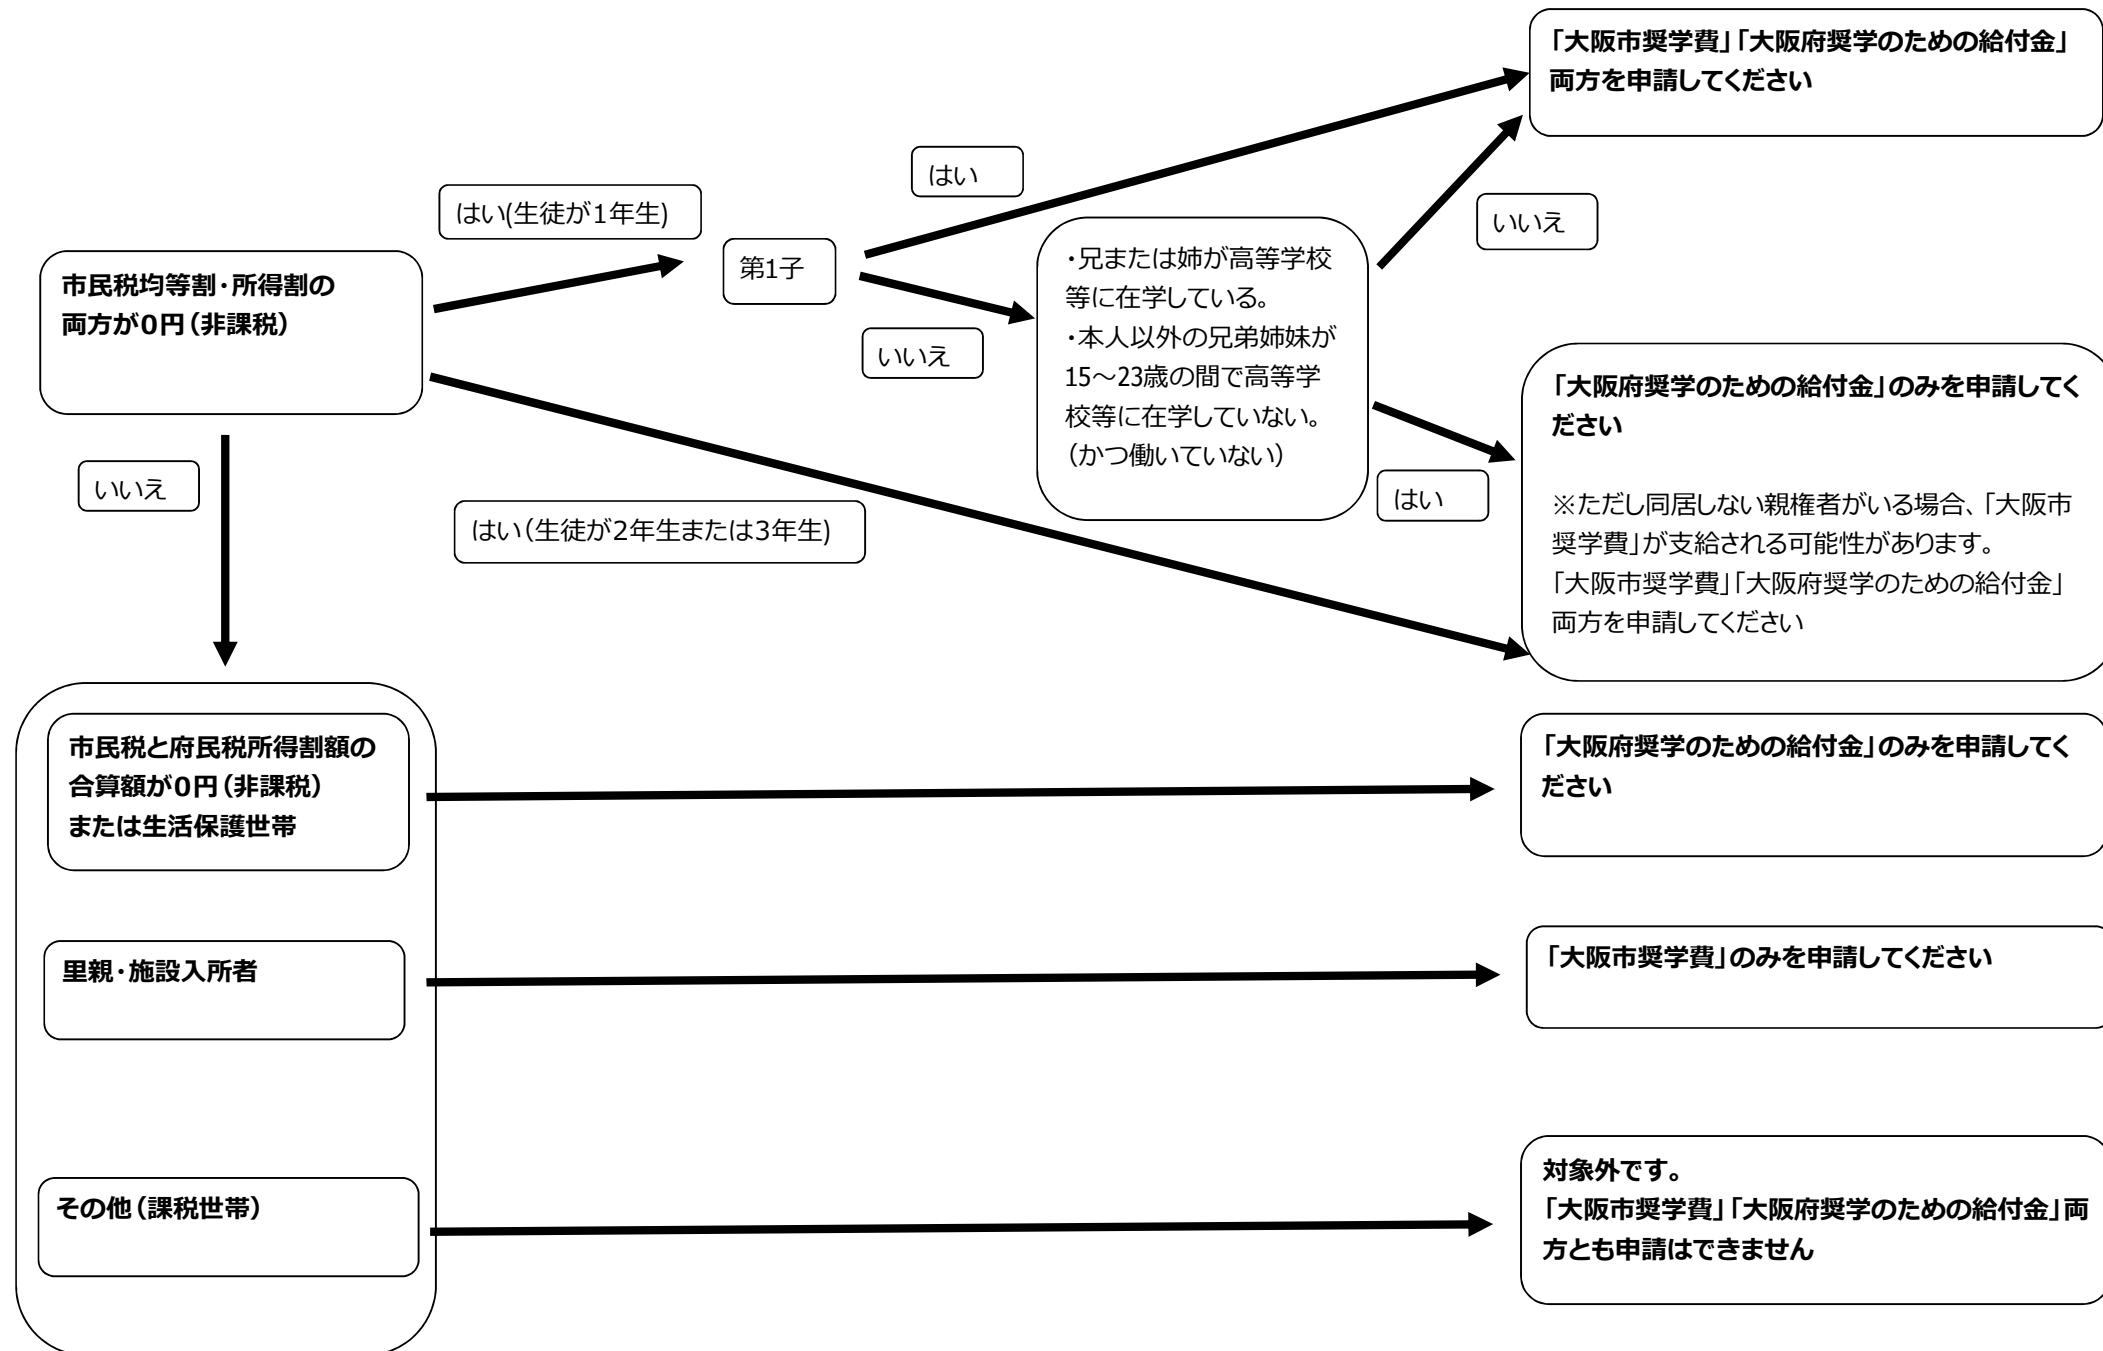 「大阪市奨学費」「大阪府奨学のための給付金」
両方を申請してください
はい
はい(生徒が1年生)
いいえ
第1子
・兄または姉が高等学校
等に在学している。
・本人以外の兄弟姉妹が
15～23歳の間で高等学
校等に在学していない。
（かつ働いていない）
市民税均等割・所得割の
両方が0円（非課税）
いいえ
「大阪府奨学のための給付金」のみを申請してく
ださい
※ただし同居しない親権者がいる場合、「大阪市
奨学費」が支給される可能性があります。
「大阪市奨学費」「大阪府奨学のための給付金」
両方を申請してください
いいえ
はい
はい（生徒が2年生または3年生)
市民税と府民税所得割額の
合算額が0円（非課税）
または生活保護世帯
「大阪府奨学のための給付金」のみを申請してく
ださい
里親・施設入所者
「大阪市奨学費」のみを申請してください
その他（課税世帯）
対象外です。
「大阪市奨学費」「大阪府奨学のための給付金」両
方とも申請はできません